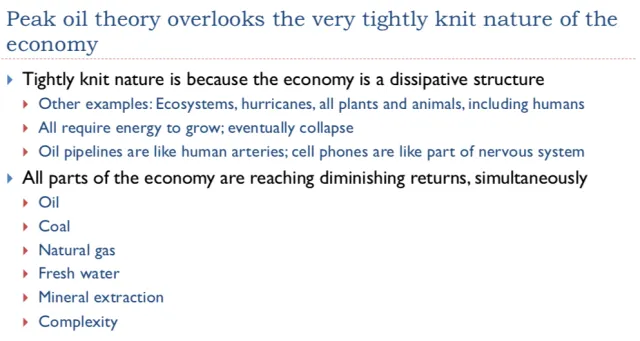 Peak oil theory overlooks the very tightly knit nature of the
economy
Tightly knit nature is because the economy is a dissipative structure
Other examples: Ecosystems, hurricanes, all plants and animals, including humans
All require energy to grow; eventually collapse
Oil pipelines are like human arteries; cell phones are like part of nervous system
All parts of the economy are reaching diminishing returns, simultaneously
Oil
Coal
Natural gas
Fresh water
Mineral extraction
Complexity